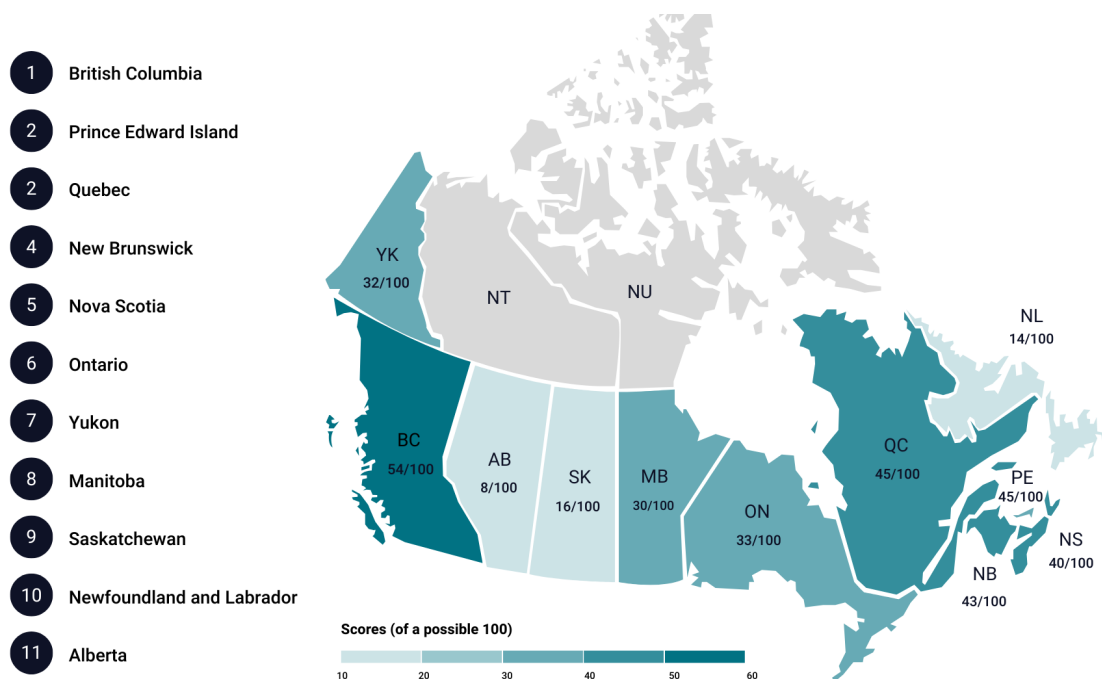 1 British Columbia
2 Prince Edward Island
2 Quebec
4 New Brunswick
5 Nova Scotia
6 Ontario
7 Yukon
8 Manitoba
9 Saskatchewan
10 Newfoundland and Labrador
11 Alberta
YK
32/100
NT
NU
NL
14/100
BC
54/100
AB
8/100
SK
16/100
MB
30/100
ON
33/100
QC
45/100
PE
45/100
NS
40/100
NB
43/100
Scores (of a possible 100)
10 20 30 40 50 60